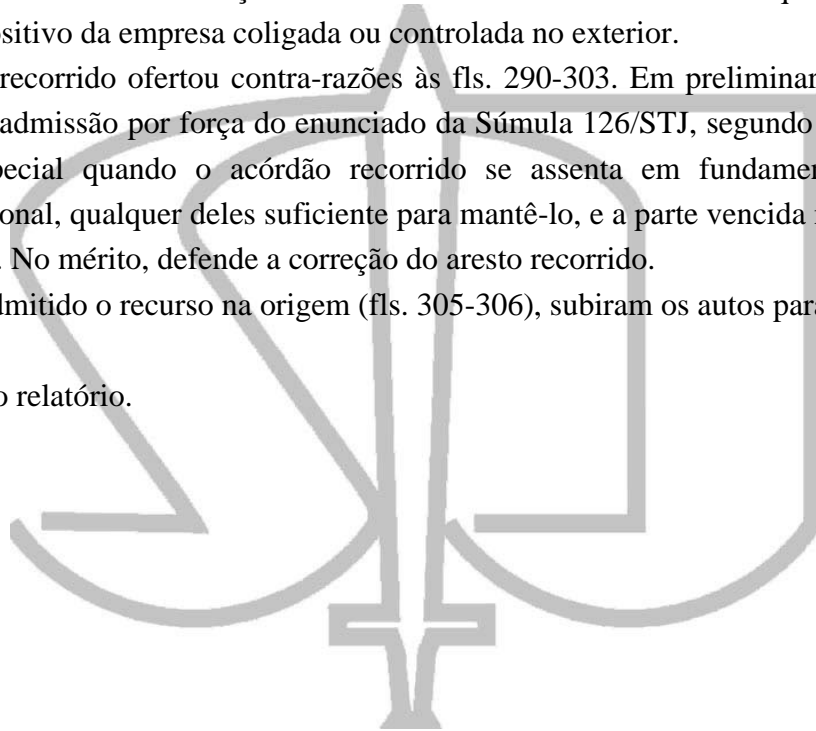 ositivo da empresa coligada ou controlada no exterior.
recorrido ofertou contra-razões às fls. 290-303. Em preliminar
admissão por força do enunciado da Súmula 126/STJ, segundo
pecial quando o acórdão recorrido se assenta em fundamen
onal, qualquer deles suficiente para mantê-lo, e a parte vencida
. No mérito, defende a correção do aresto recorrido.
dmitido o recurso na origem (fls. 305-306), subiram os autos para
o relatório.